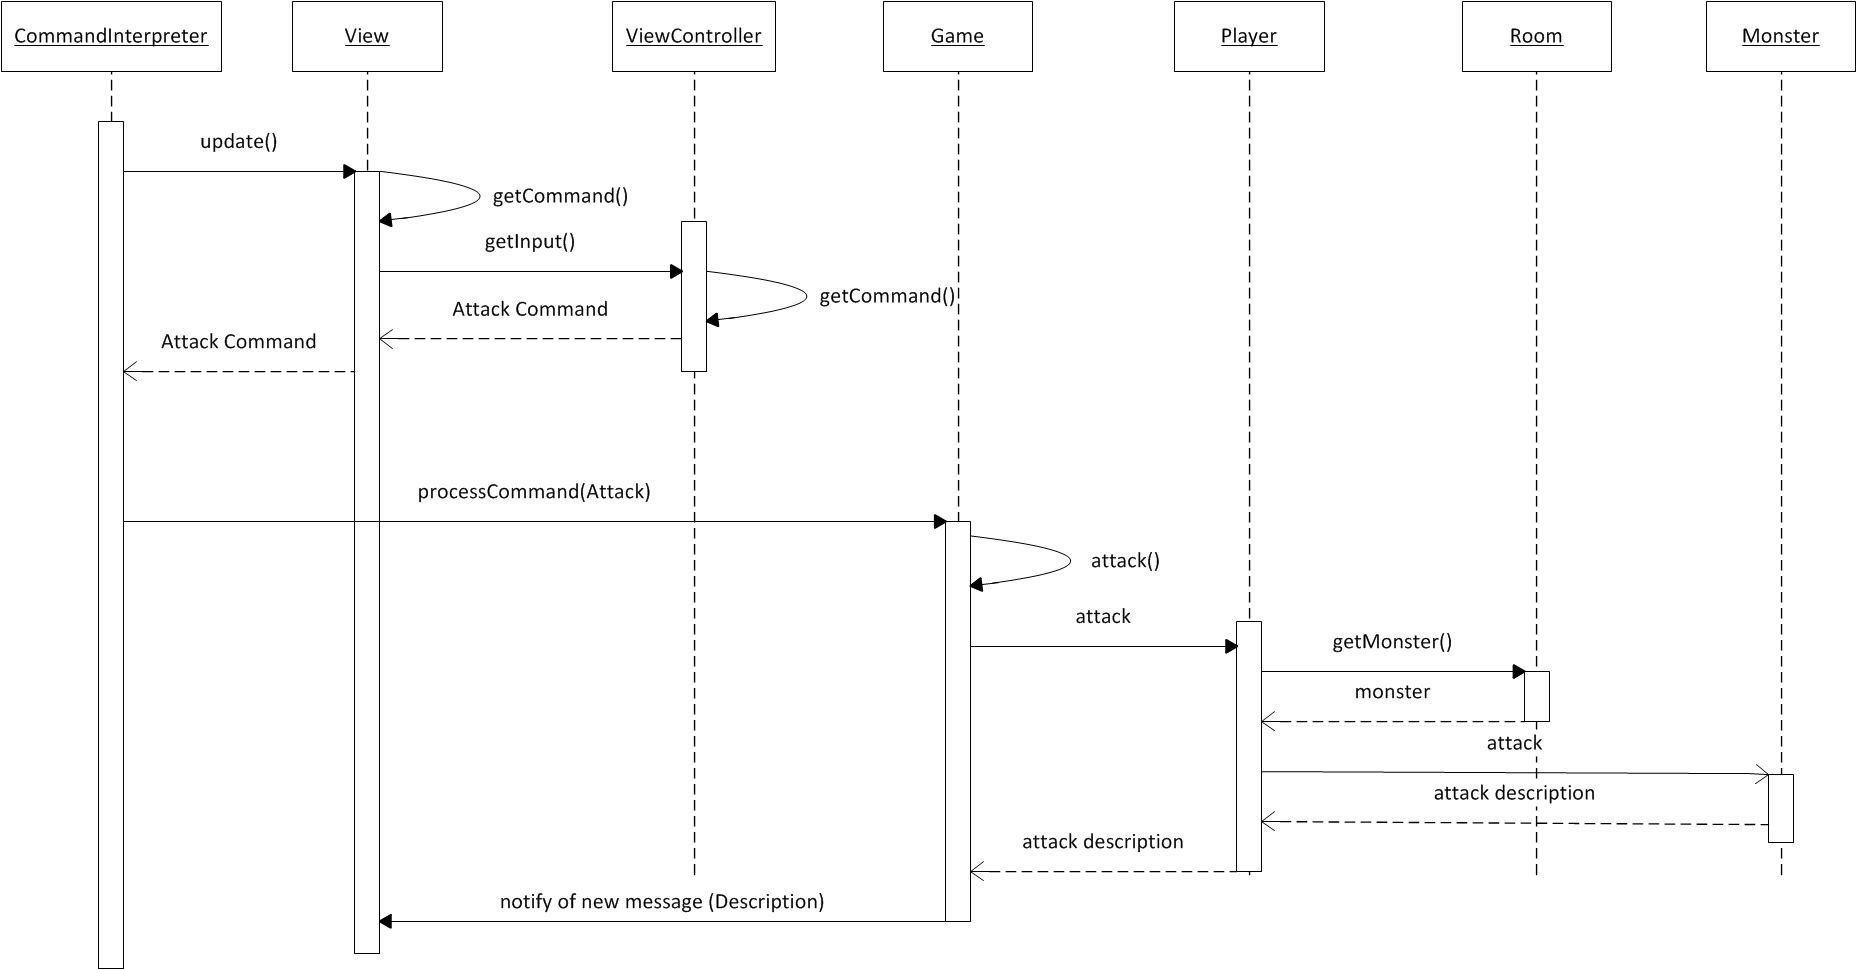 CommandInterpreter
View
ViewController
Game
Player
Room
Monster
update()
getCommand()
getInput()
getCommand()
Attack Command
Attack Command
processCommand(Attack)
attack()
attack
getMonster()
monster
attack
attack description
attack description
notify of new message (Description)